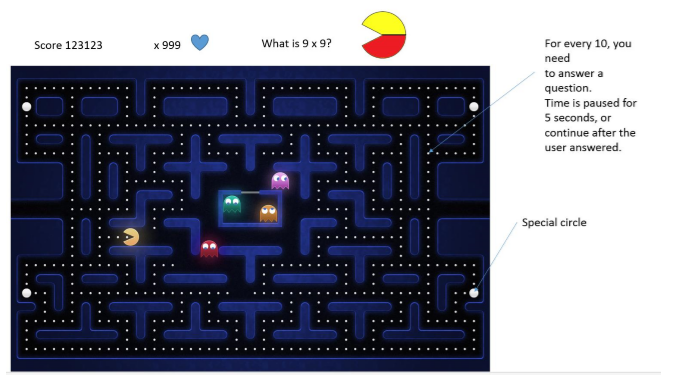 Score 123123
x 999
What is 9 x 9?
For every 10, you
need
to answer a
question.
Time is paused for
5 seconds, or
continue after the
user answered.
Special circle